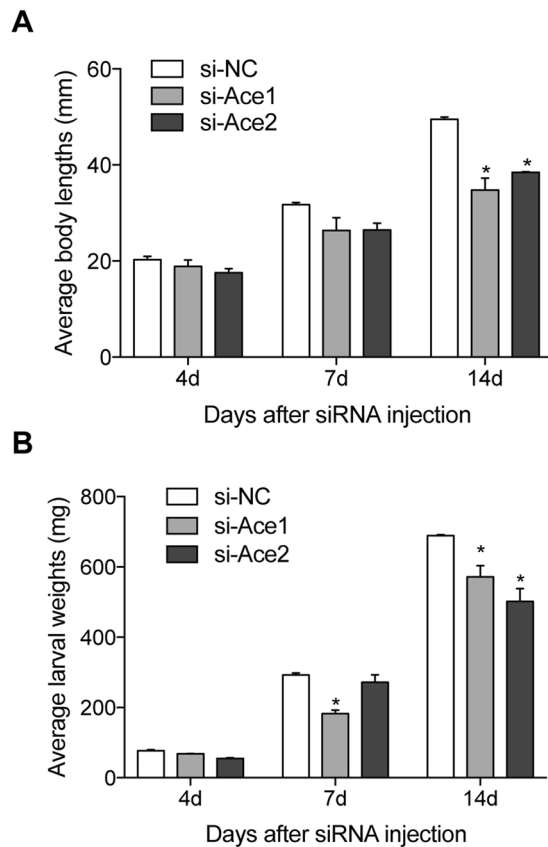 A
si-NC
si-Ace1
si-Ace2
Average body lengths (mm)
60
40
20
0
* *
4d 7d 14d
Days after siRNA injection
B
si-NC
si-Ace1
si-Ace2
Average larval weights (mg)
800
600
400
200
0
* * *
4d 7d 14d
Days after siRNA injection